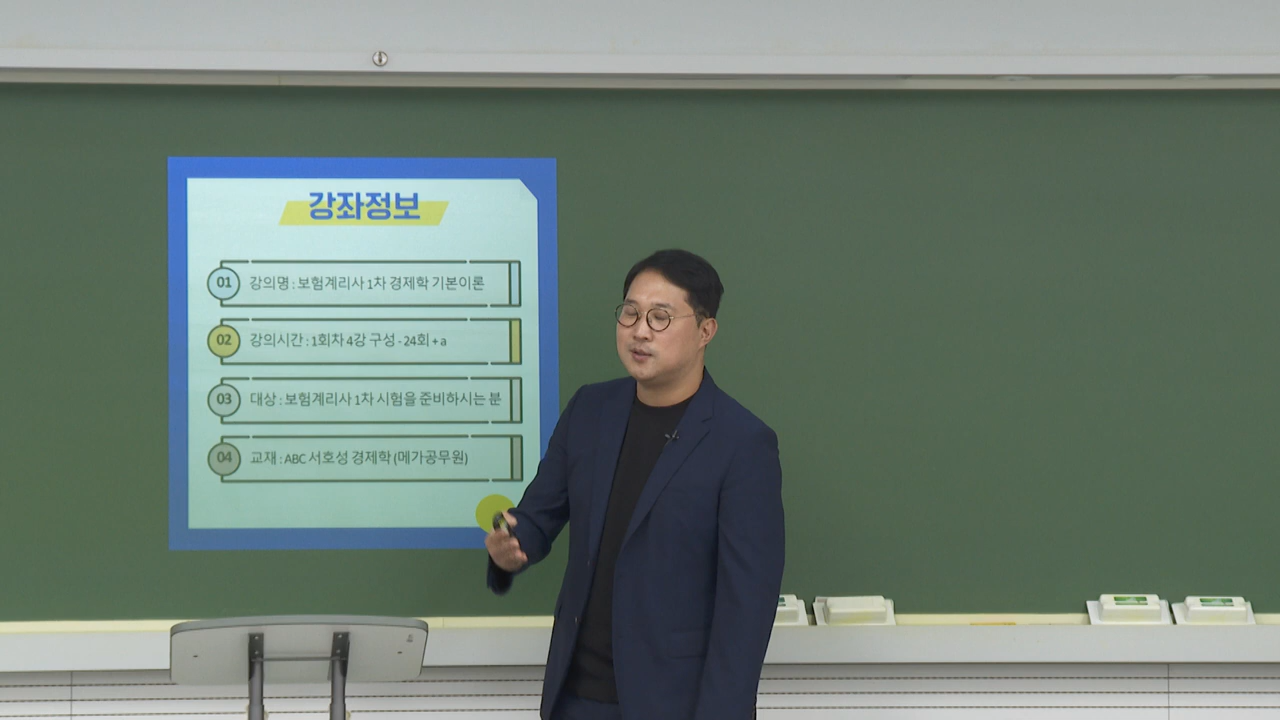 강좌정보
01 강의명 : 보험계리사 1차 경제학 기본이론
02 강의시간 : 1회차 4강 구성 - 24회 + a
03 대상 : 보험계리사 1차 시험을 준비하시는 분
04 교재 : ABC 서호성 경제학 (메가공무원)